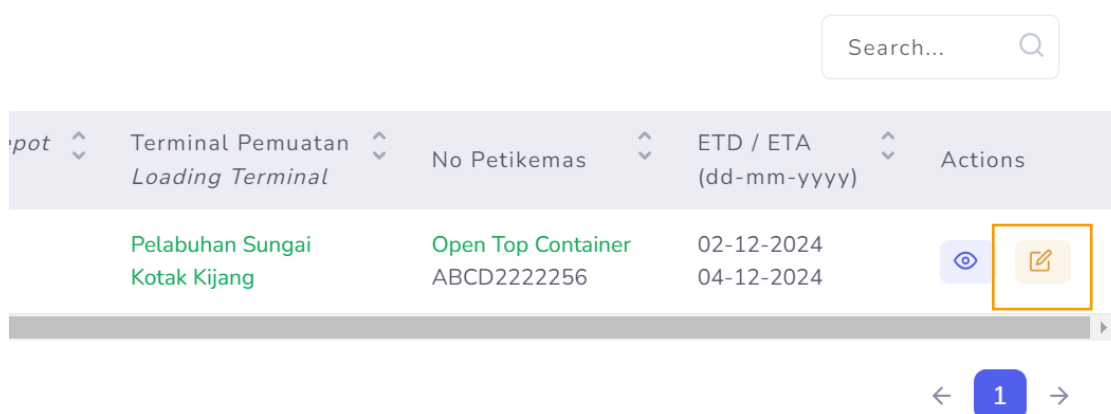 Search...
Terminal Pemuatan
Loading Terminal
No Petikemas
ETD / ETA
(dd-mm-yyyy)
Actions
Pelabuhan Sungai
Kotak Kijang
Open Top Container
ABCD2222256
02-12-2024
04-12-2024
1